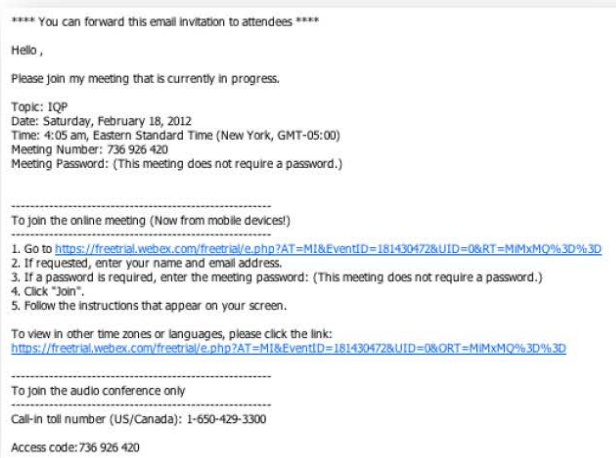 **** You can forward this email invitation to attendees ****
Hello ,
Please join my meeting that is currently in progress.
Topic: IQP
Date: Saturday, February 18, 2012
Time: 4:05 am, Eastern Standard Time (New York, GMT-05:00)
Meeting Number: 736 926 420
Meeting Password: (This meeting does not require a password.)
-------------------------------------------------------
To join the online meeting (Now from mobile devices!)
-------------------------------------------------------
1. Go to https://freetrial.webex.com/freetrial/e.php?AT=MI&EventID=181430472&UID=0&RT=MiMxMQ%3D%3D
2. If requested, enter your name and email address.
3. If a password is required, enter the meeting password: (This meeting does not require a password.)
4. Click "Join".
5. Follow the instructions that appear on your screen.
To view in other time zones or languages, please click the link:
https://freetrial.webex.com/freetrial/e.php?AT=MI&EventID=181430472&UID=0&ORT=MiMxMQ%3D%3D
-------------------------------------------------------
To join the audio conference only
-------------------------------------------------------
Call-in toll number (US/Canada): 1-650-429-3300
Access code:736 926 420